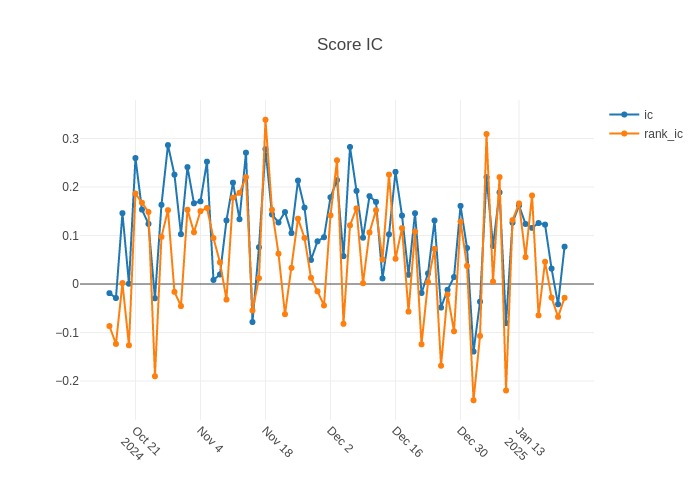 Score IC
ic
rank_ic
0.3
0.2
0.1
0
−0.1
−0.2
Oct 21
2024
Nov 4
Nov 18
Dec 2
Dec 16
Dec 30
Jan 13
2025